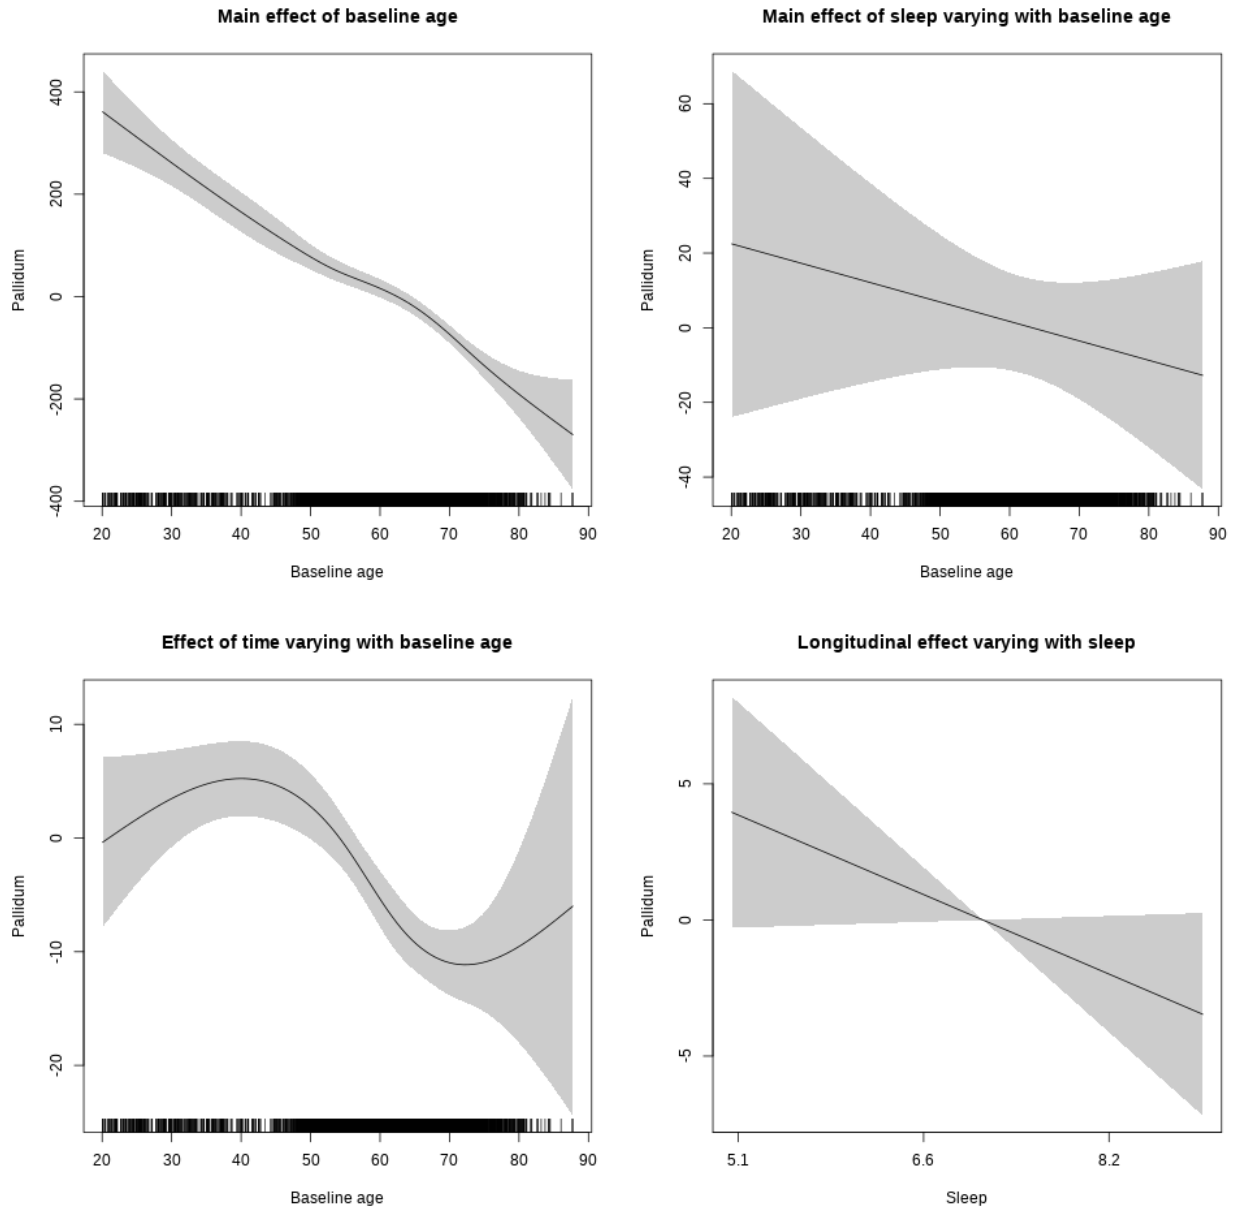 Main effect of baseline age
Pallidum
400
200
0
-200
-400
20 30 40 50 60 70 80 90
Baseline age
Main effect of sleep varying with baseline age
Pallidum
60
40
20
0
-20
-40
20 30 40 50 60 70 80 90
Baseline age
Effect of time varying with baseline age
Pallidum
10
0
-10
-20
20 30 40 50 60 70 80 90
Baseline age
Longitudinal effect varying with sleep
Pallidum
5
0
-5
5.1 6.6 8.2
Sleep